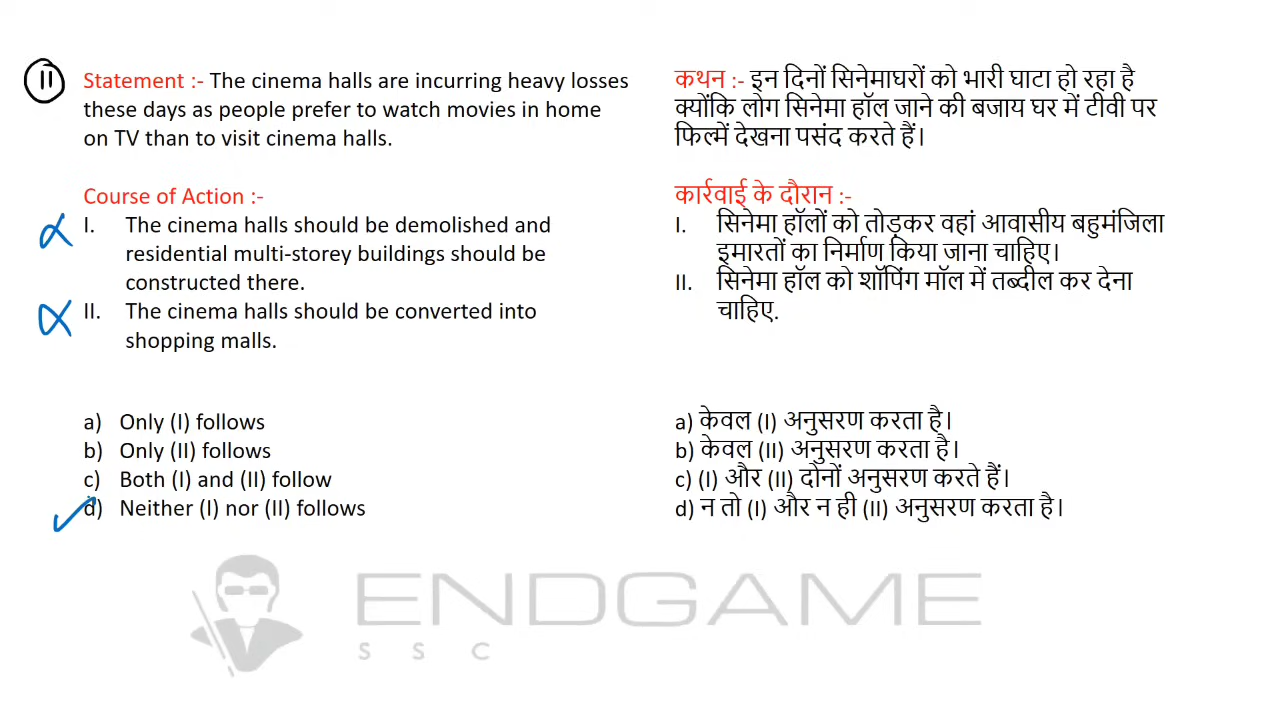 11
Statement :- The cinema halls are incurring heavy losses
these days as people prefer to watch movies in home
on TV than to visit cinema halls.
Course of Action :-
I. The cinema halls should be demolished and
residential multi-storey buildings should be
constructed there.
II. The cinema halls should be converted into
shopping malls.
a) Only (I) follows
b) Only (II) follows
c) Both (I) and (II) follow
d) Neither (I) nor (II) follows
कथन :- इन दिनों सिनेमाघरों को भारी घाटा हो रहा है
क्योंकि लोग सिनेमा हॉल जाने की बजाय घर में टीवी पर
फिल्में देखना पसंद करते हैं।
कार्रवाई के दौरान :-
I. सिनेमा हॉलों को तोड़कर वहां आवासीय बहुमंजिला
इमारतों का निर्माण किया जाना चाहिए।
II. सिनेमा हॉल को शॉपिंग मॉल में तब्दील कर देना
चाहिए.
a) केवल (I) अनुसरण करता है।
b) केवल (II) अनुसरण करता है।
c) (I) और (II) दोनों अनुसरण करते हैं।
d) न तो (I) और न ही (II) अनुसरण करता है।
ENDGAME
SSC